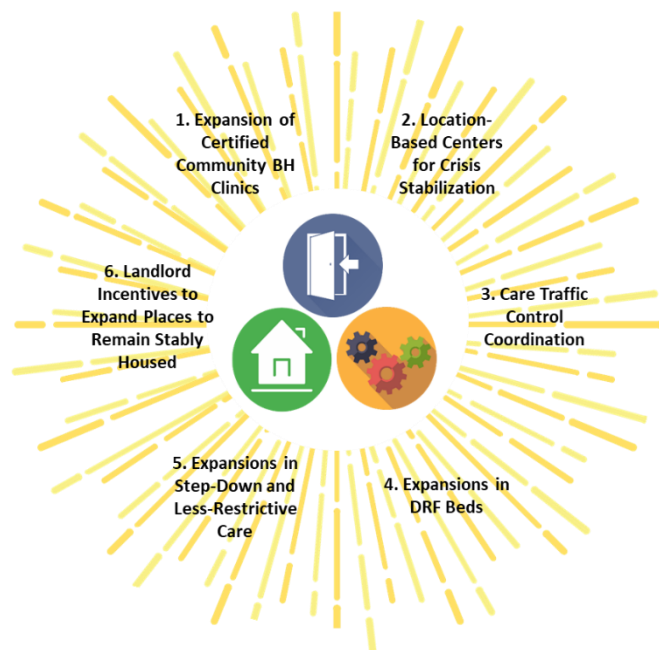 1. Expansion of
Certified
Community BH
Clinics
2. Location-
Based Centers
for Crisis
Stabilization
3. Care Traffic
Control
Coordination
4. Expansions in
DRF Beds
5. Expansions in
Step-Down and
Less-Restrictive
Care
6. Landlord
Incentives to
Expand Places to
Remain Stably
Housed